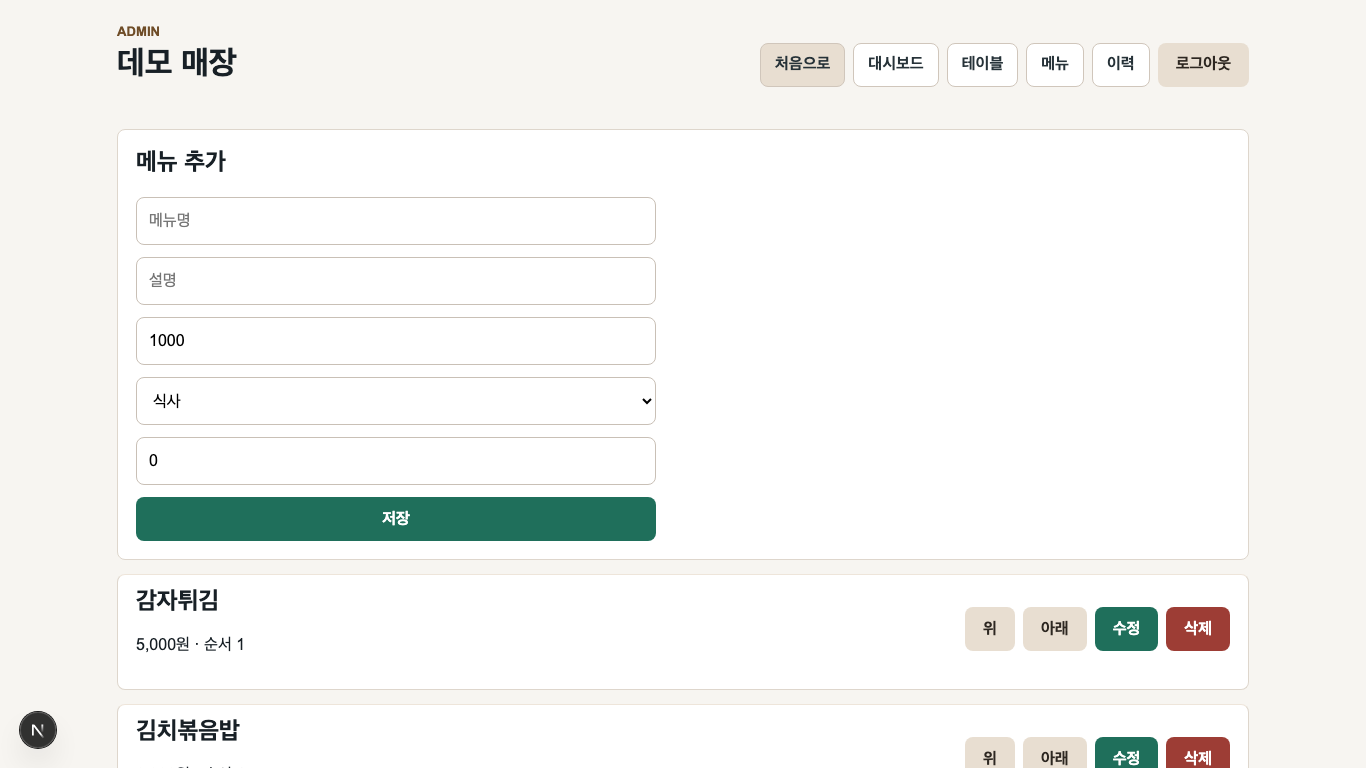 ADMIN
데모 매장
처음으로 대시보드 테이블 메뉴 이력 로그아웃
메뉴 추가
메뉴명
설명
1000
식사
0
저장
감자튀김
5,000원 · 순서 1
위 아래 수정 삭제
김치볶음밥
위 아래 수정 삭제
N